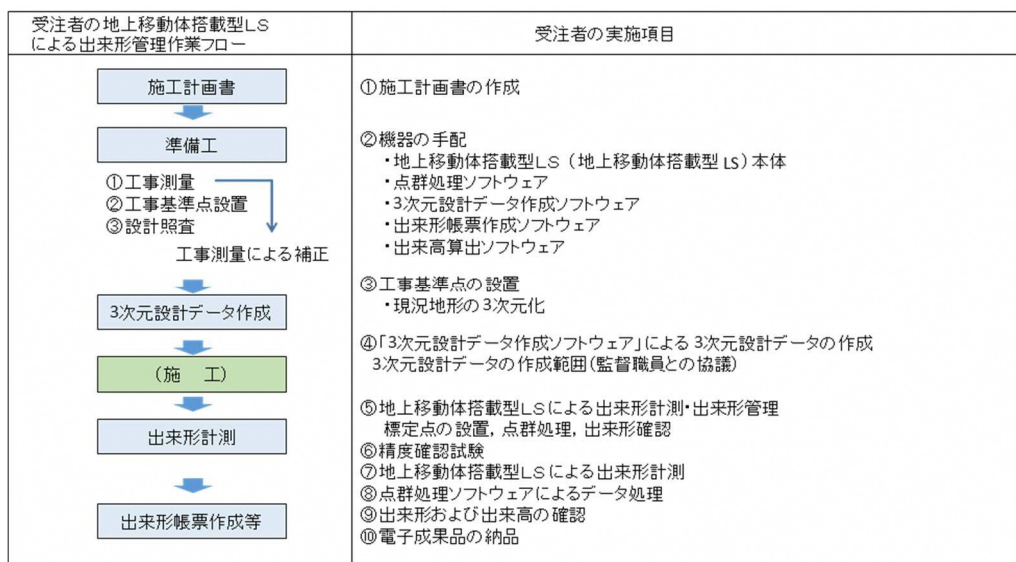 受注者の地上移動体搭載型LS
による出来形管理作業フロー
受注者の実施項目
施工計画書
準備工
①工事測量
②工事基準点設置
③設計照査
工事測量による補正
3次元設計データ作成
(施 工)
出来形計測
出来形帳票作成等
①施工計画書の作成
②機器の手配
・地上移動体搭載型LS (地上移動体搭載型 LS)本体
・点群処理ソフトウェア
・3次元設計データ作成ソフトウェア
・出来形帳票作成ソフトウェア
・出来高算出ソフトウェア
③工事基準点の設置
・現況地形の3次元化
④「3次元設計データ作成ソフトウェア」による 3次元設計データの作成
3次元設計データの作成範囲(監督職員との協議)
⑤地上移動体搭載型LSによる出来形計測・出来形管理
標定点の設置, 点群処理, 出来形確認
⑥精度確認試験
⑦地上移動体搭載型LSによる出来形計測
⑧点群処理ソフトウェアによるデータ処理
⑨出来形および出来高の確認
⑩電子成果品の納品